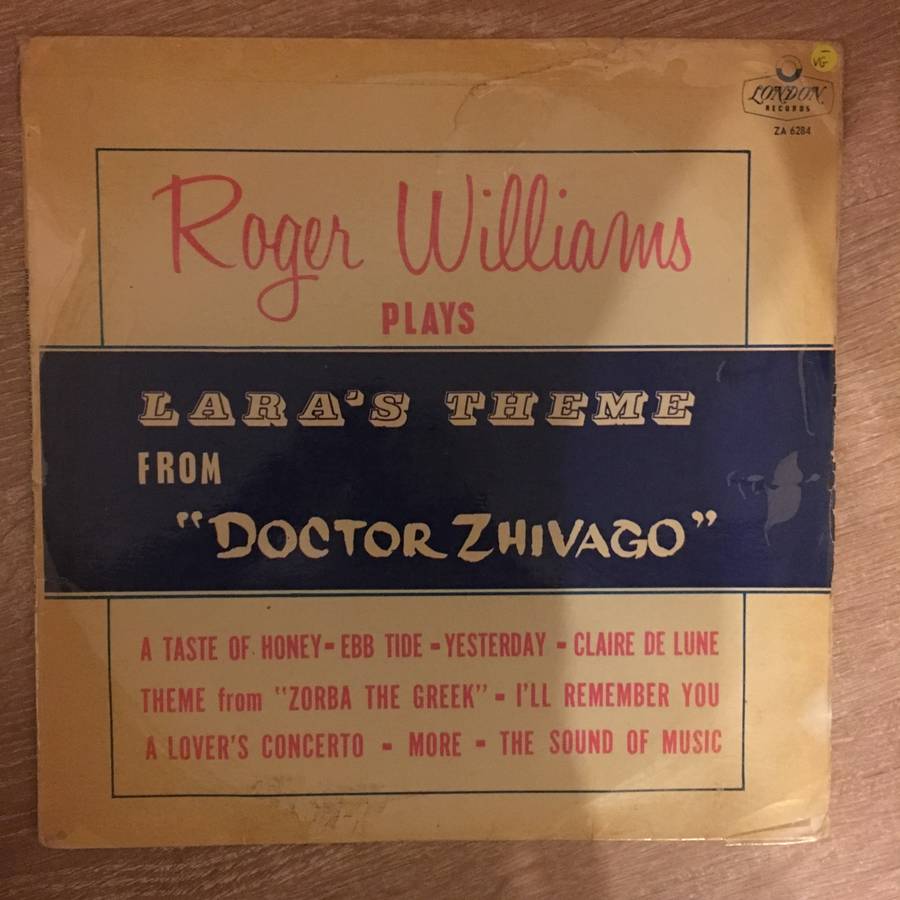 VG-
LONDON
RECORDS
ZA 6284
Roger Williams
PLAYS
LARA'S THEME
FROM
"DOCTOR ZHIVAGO"
A TASTE OF HONEY - EBB TIDE - YESTERDAY - CLAIRE DE LUNE
THEME from "ZORBA THE GREEK" - I'LL REMEMBER YOU
A LOVER'S CONCERTO - MORE - THE SOUND OF MUSIC